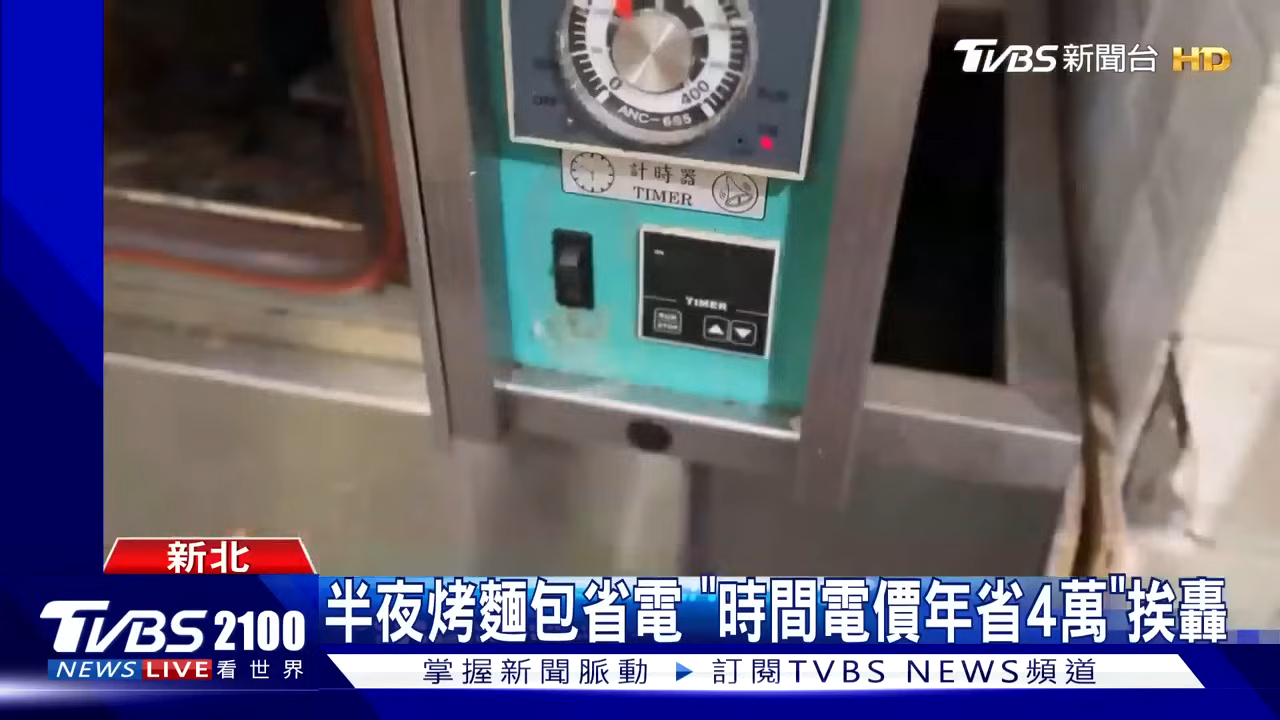 TVBS新聞台 HD
0
400
ANC-665
計時器
TIMER
TIMER
RUN
STOP
新北
半夜烤麵包省電 "時間電價年省4萬"挨轟
TVBS 2100
NEWS LIVE 看世界
掌握新聞脈動 訂閱TVBS NEWS頻道